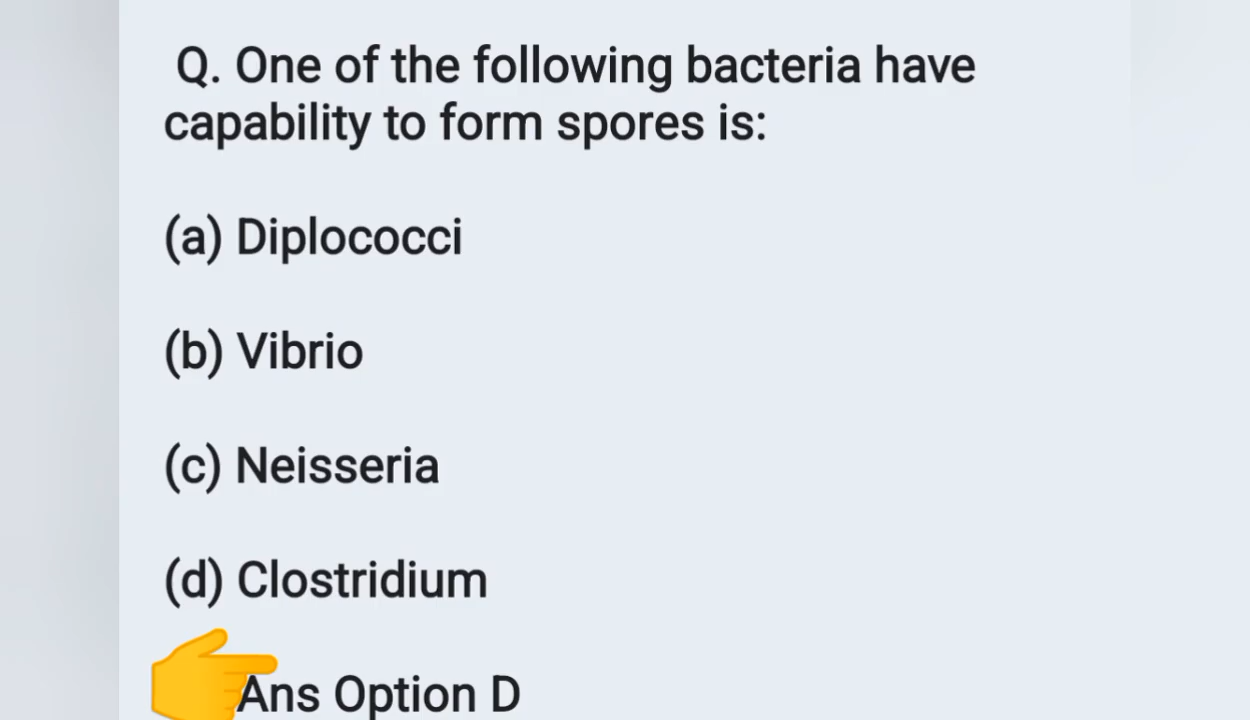 Q. One of the following bacteria have
capability to form spores is:
(a) Diplococci
(b) Vibrio
(c) Neisseria
(d) Clostridium
Ans Option D